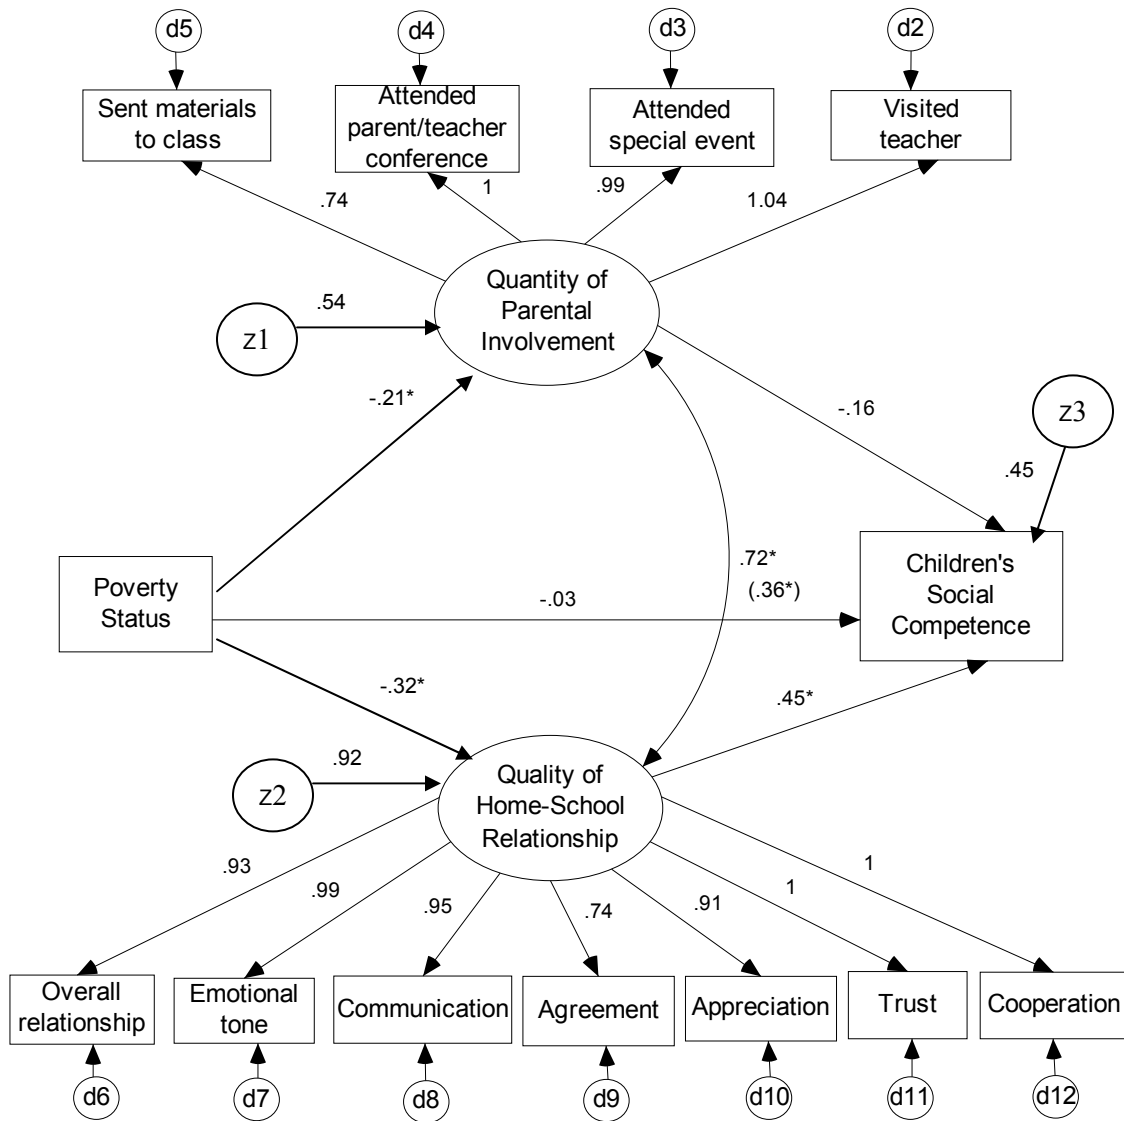 d5
d4
d3
d2
Sent materials
to class
Attended
parent/teacher
conference
Attended
special event
Visited
teacher
.74
1
.99
1.04
Quantity of
Parental
Involvement
z1
.54
-.21*
-.16
z3
.45
Poverty
Status
-.03
.72*
(.36*)
Children's
Social
Competence
-.32*
.45*
z2
.92
Quality of
Home-School
Relationship
.93
.99
.95
.74
.91
1
1
Overall
relationship
Emotional
tone
Communication
Agreement
Appreciation
Trust
Cooperation
d6
d7
d8
d9
d10
d11
d12